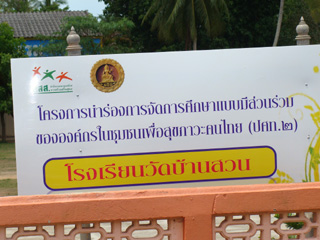 สสส
โครงการนำร่องการจัดการศึกษาแบบมีส่วนร่วม
ขององค์กรในชุมชนเพื่อสุขภาวะคนไทย (ปศท.๒)
โรงเรียนวัดบ้านสวน